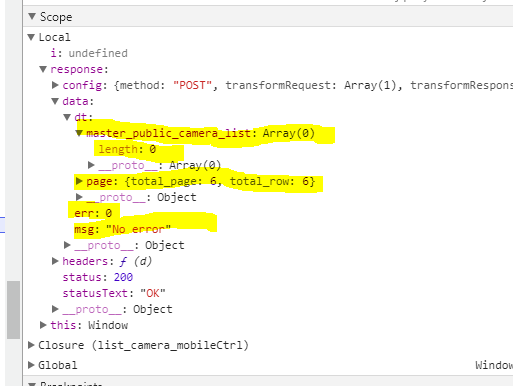 Scope
Local
i: undefined
response:
config: {method: "POST", transformRequest: Array(1), transformRespons
data:
dt:
master_public_camera_list: Array(0)
length: 0
__proto__: Array(0)
page: {total_page: 6, total_row: 6}
__proto__: Object
err: 0
msg: "No error"
__proto__: Object
headers: ƒ (d)
status: 200
statusText: "OK"
__proto__: Object
this: Window
Closure (list_camera_mobileCtrl)
Global Window